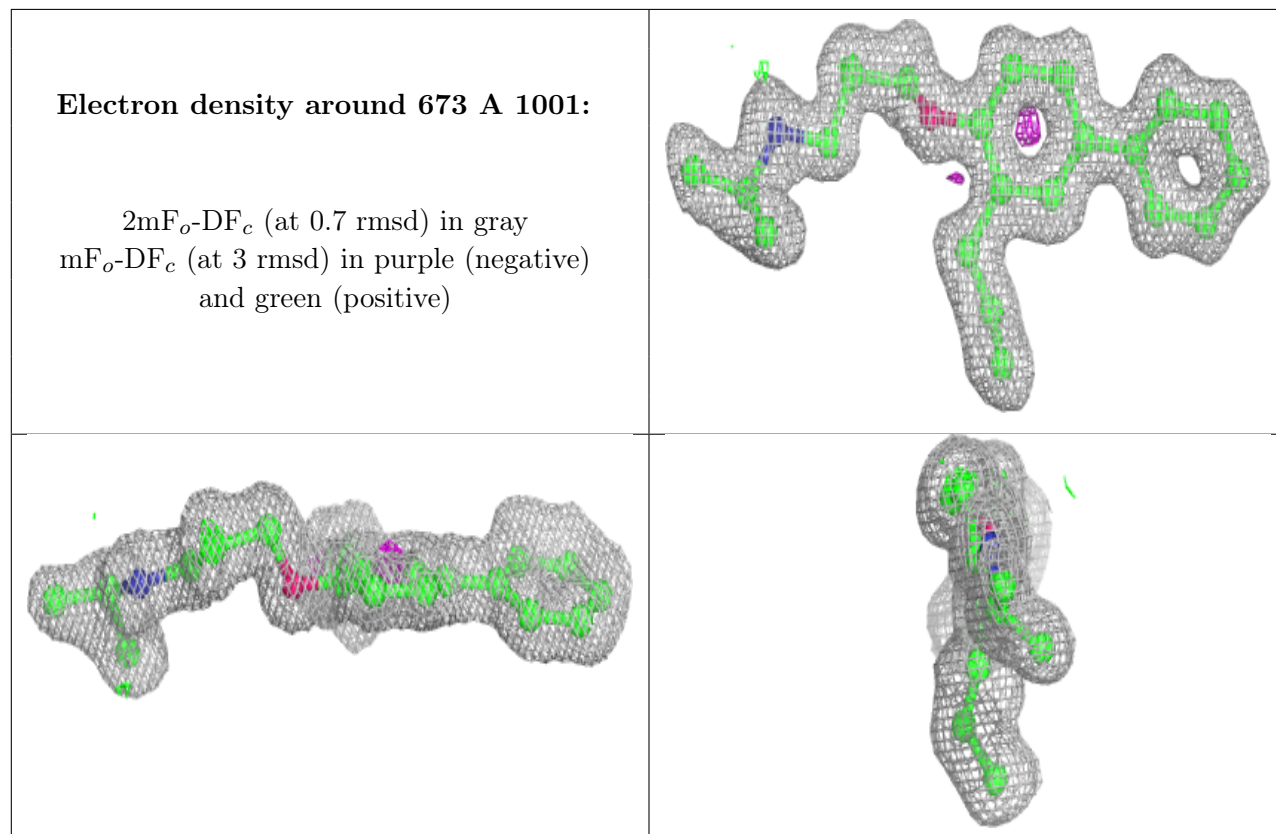 Electron density around 673 A 1001:
2mFo-DFc (at 0.7 rmsd) in gray
mFo-DFc (at 3 rmsd) in purple (negative)
and green (positive)